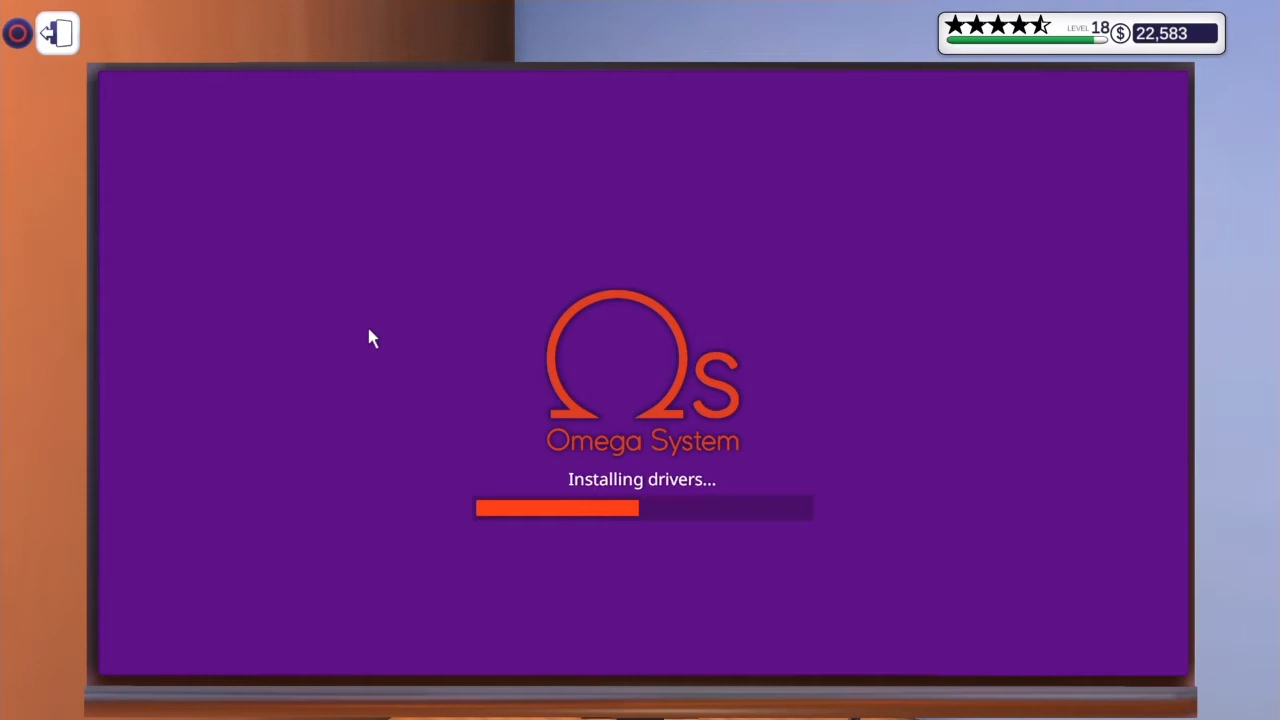 LEVEL 18 $ 22,583
Ωs
Omega System
Installing drivers...